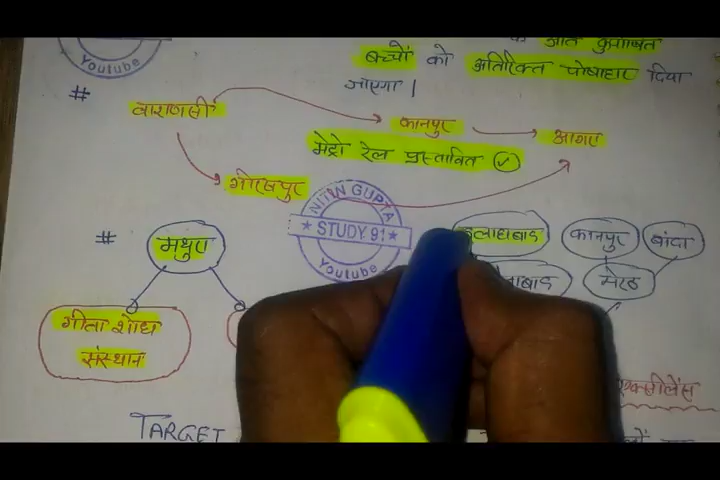 Youtube
को जाने कुपोषित
बच्चों को अतिरिक्त पोषाहार दिया
जाएगा |
#
वाराणसी
कानपुर
आगरा
मेट्रो रेल प्रस्तावित
गोरखपुर
NITIN GUPTA
STUDY 91
Youtube
#
मथुरा
इलाहाबाद
कानपुर
बांदा
मेरठ
गीता शोध
संस्थान
TARGET